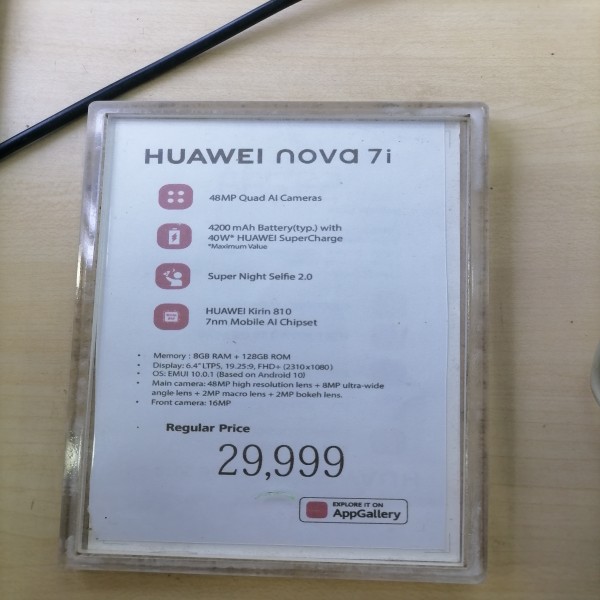 HUAWEI nova 7i
48MP Quad AI Cameras
4200 mAh Battery(typ.) with
40W* HUAWEI SuperCharge
*Maximum Value
Super Night Selfie 2.0
HUAWEI Kirin 810
7nm Mobile AI Chipset
• Memory : 8GB RAM + 128GB ROM
• Display: 6.4" LTPS, 19.25:9, FHD+ (2310x1080)
• OS: EMUI 10.0.1 (Based on Android 10)
• Main camera: 48MP high resolution lens + 8MP ultra-wide
angle lens + 2MP macro lens + 2MP bokeh lens.
• Front camera: 16MP
Regular Price
29,999
EXPLORE IT ON
AppGallery